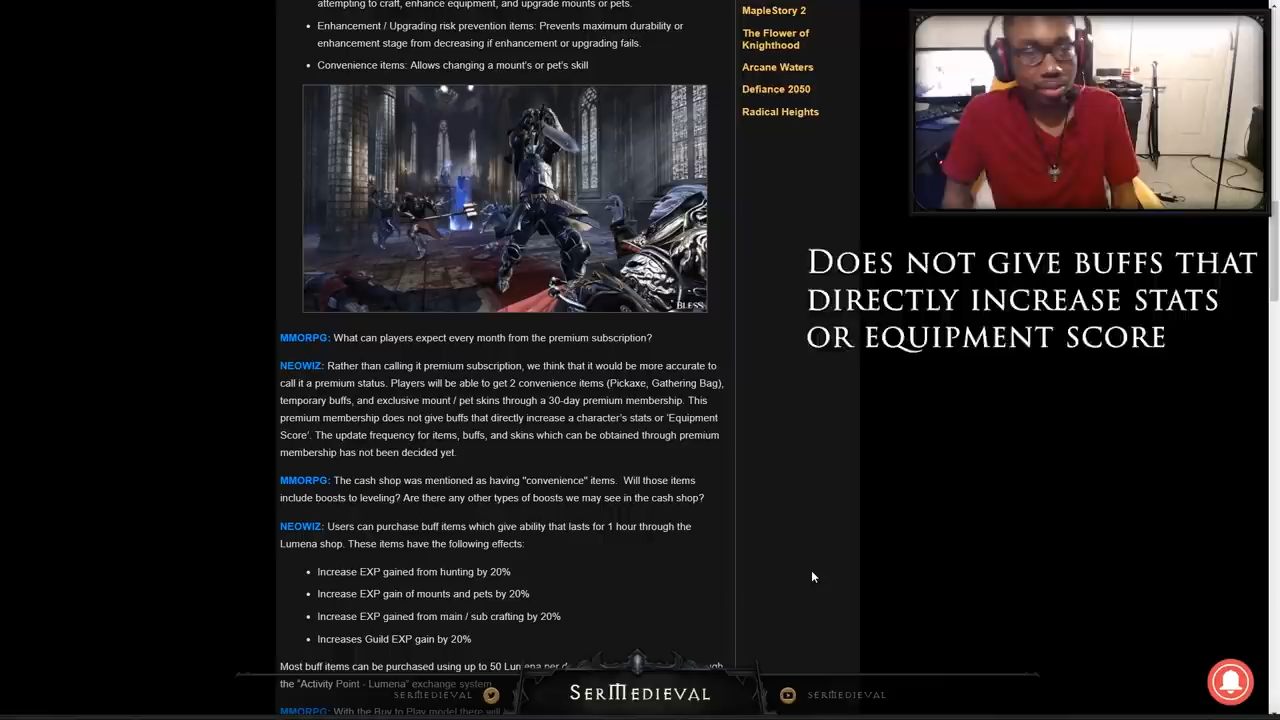 attempting to craft, enhance equipment, and upgrade mounts or pets.
• Enhancement / Upgrading risk prevention items: Prevents maximum durability or
enhancement stage from decreasing if enhancement or upgrading fails.
• Convenience items: Allows changing a mount's or pet's skill
BLESS
MMORPG: What can players expect every month from the premium subscription?
NEOWIZ: Rather than calling it premium subscription, we think that it would be more accurate to
call it a premium status. Players will be able to get 2 convenience items (Pickaxe, Gathering Bag),
temporary buffs, and exclusive mount / pet skins through a 30-day premium membership. This
premium membership does not give buffs that directly increase a character's stats or 'Equipment
Score'. The update frequency for items, buffs, and skins which can be obtained through premium
membership has not been decided yet.
MMORPG: The cash shop was mentioned as having "convenience" items.  Will those items
include boosts to leveling? Are there any other types of boosts we may see in the cash shop?
NEOWIZ: Users can purchase buff items which give ability that lasts for 1 hour through the
Lumena shop. These items have the following effects:
• Increase EXP gained from hunting by 20%
• Increase EXP gain of mounts and pets by 20%
• Increase EXP gained from main / sub crafting by 20%
• Increases Guild EXP gain by 20%
Most buff items can be purchased using up to 50 Lumena per
the "Activity Point - Lumena" exchange system
MMORPG: With the Buy to Play model there will
MapleStory 2
The Flower of
Knighthood
Arcane Waters
Defiance 2050
Radical Heights
DOES NOT GIVE BUFFS THAT
DIRECTLY INCREASE STATS
OR EQUIPMENT SCORE
SERMEDIEVAL
SERMEDIEVAL
SERMEDIEVAL